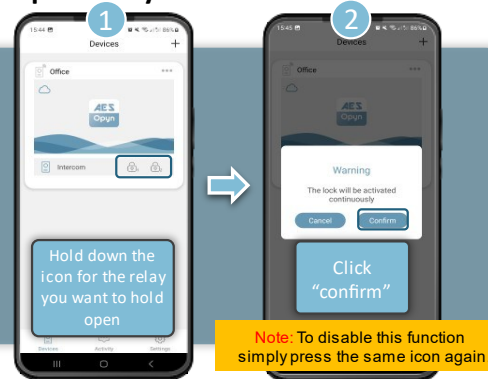 1
15:44
86%
Devices
+
Office
AES
Opyn
Intercom
Hold down the
icon for the relay
you want to hold
open
Devices
Activity
Settings
2
15:45
86%
Devices
+
Office
AES
Opyn
Warning
The lock will be activated
continuously
Cancel
Confirm
Click
“confirm”
Note: To disable this function
simply press the same icon again